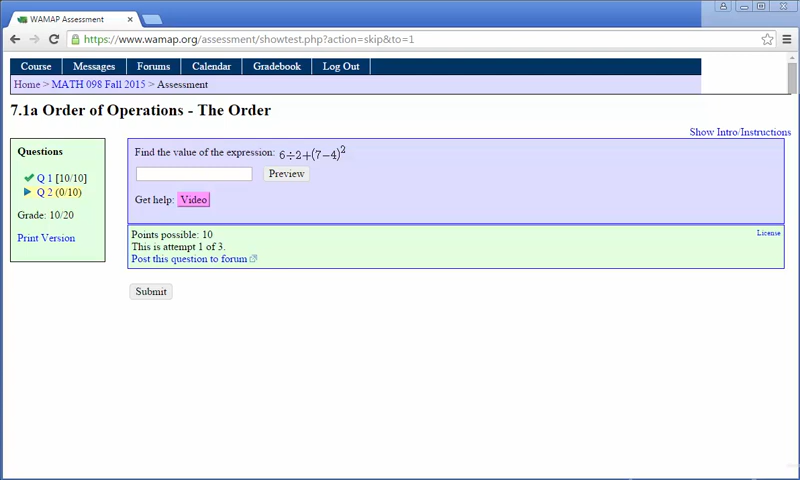 WAMAP Assessment
https://www.wamap.org/assessment/showtest.php?action=skip&to=1
Course Messages Forums Calendar Gradebook Log Out
Home > MATH 098 Fall 2015 > Assessment
7.1a Order of Operations - The Order
Show Intro/Instructions
Questions
Q 1 [10/10]
Q 2 (0/10)
Grade: 10/20
Print Version
Find the value of the expression: 6÷2+(7−4)²
Preview
Get help: Video
Points possible: 10
License
This is attempt 1 of 3.
Post this question to forum
Submit